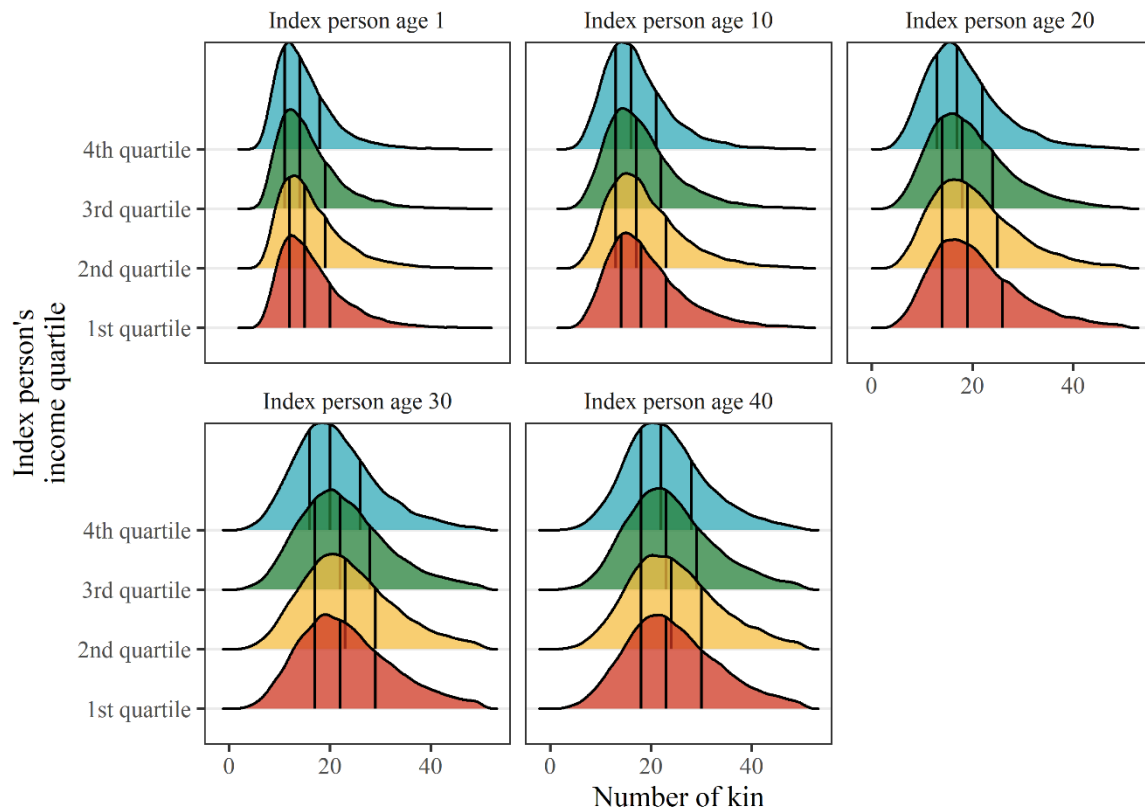 Index person age 1
Index person age 10
Index person age 20
4th quartile
3rd quartile
2nd quartile
1st quartile
0
20
40
Index person's
income quartile
Index person age 30
Index person age 40
4th quartile
3rd quartile
2nd quartile
1st quartile
0
20
40
0
20
40
Number of kin